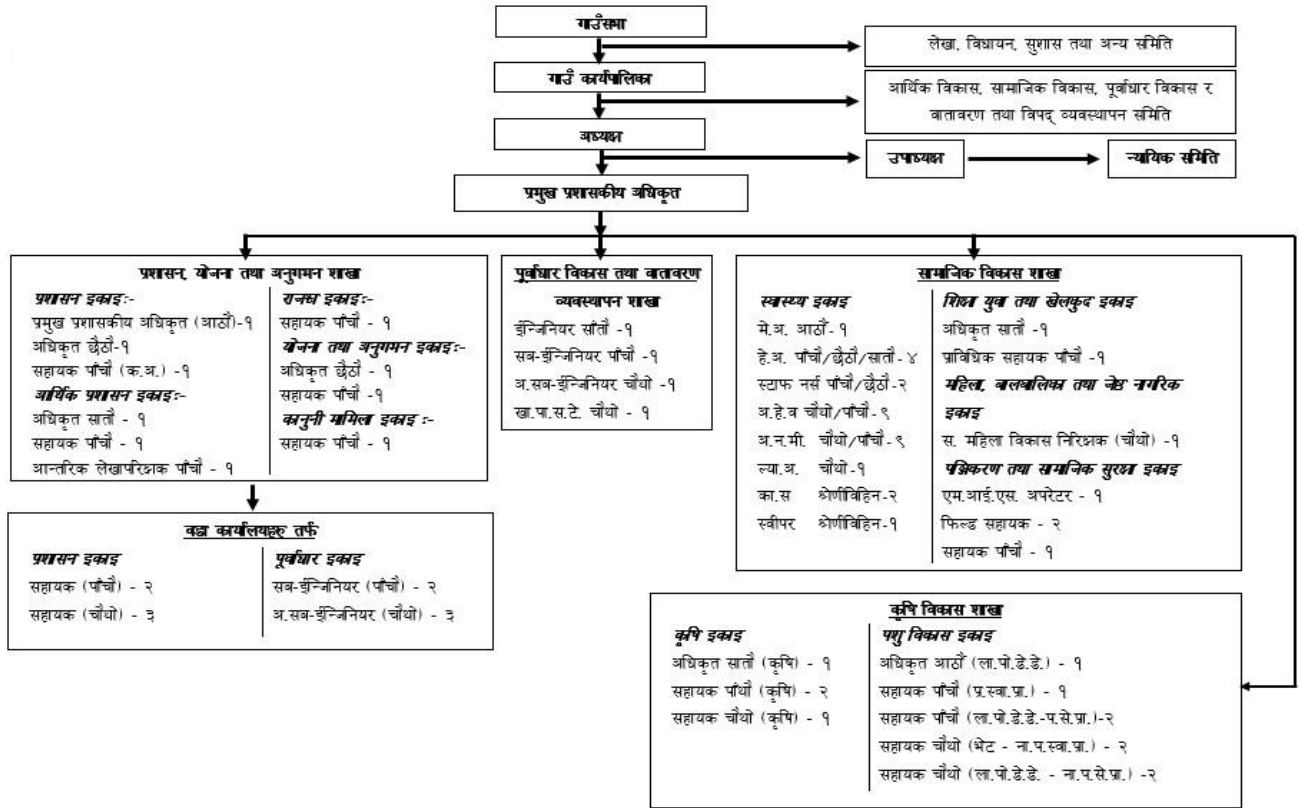 गाउँसभा
लेखा, विधायन, सुशास तथा अन्य समिति
गाउँ कार्यपालिका
आर्थिक विकास, सामाजिक विकास, पूर्वाधार विकास र
वातावरण तथा विपद् व्यवस्थापन समिति
अध्यक्ष
उपाध्यक्ष
न्यायिक समिति
प्रमुख प्रशासकीय अधिकृत
प्रशासन, योजना तथा अनुगमन शाखा
प्रशासन इकाइः-
प्रमुख प्रशासकीय अधिकृत (आठौं)-१
अधिकृत छैठौ-१
सहायक पाँचौ (क.अ.) -१
आर्थिक प्रशासन इकाइः-
अधिकृत सातौ - १
सहायक पाँचौ - १
आन्तरिक लेखापरिक्षक पाँचौ - १
राजश्व इकाइः-
सहायक पाँचौ - १
योजना तथा अनुगमन इकाइः-
अधिकृत छैठौ - १
सहायक पाँचौ -१
कानुनी मामिला इकाइ :-
सहायक पाँचौ - १
पूर्वाधार विकास तथा वातावरण
व्यवस्थापन शाखा
ईन्जिनियर साँतौ -१
सब-ईन्जिनियर पाँचौ -१
अ.सब-ईन्जिनियर चौथो -१
खा.पा.स.टे. चौथो - १
सामाजिक विकास शाखा
स्वास्थ्य इकाइ
मे.अ. आठौं- १
हे.अ. पाँचौ/छैठौ/सातौ- ४
स्टाफ नर्स पाँचौ/छैठौ- २
अ.हे.व चौथो/पाँचौ- ९
अ.न.मी. चौथो/पाँचौ- ९
ल्या.अ. चौथो- १
का.स श्रेणीविहिन- २
स्वीपर श्रेणीविहिन-१
शिक्षा युवा तथा खेलकुद इकाइ
अधिकृत सातौ -१
प्राविधिक सहायक पाँचौ -१
महिला, बालबालिका तथा जेष्ठ नागरिक
इकाइ
स. महिला विकास निरिक्षक (चौथो) -१
पञ्जिकरण तथा सामाजिक सुरक्षा इकाइ
एम.आई.एस. अपरेटर - १
फिल्ड सहायक - २
सहायक पाँचौ - १
वडा कार्यालयहरु तर्फ
प्रशासन इकाइ
सहायक (पाँचौ) - २
सहायक (चौथो) - ३
पूर्वाधार इकाइ
सब-ईन्जिनियर (पाँचौ) - २
अ.सब-ईन्जिनियर (चौथो) - ३
कृषि विकास शाखा
कृषि इकाइ
अधिकृत सातौ (कृषि) - १
सहायक पाँयौ (कृषि) - २
सहायक चौथो (कृषि) - १
पशु विकास इकाइ
अधिकृत आठौं (ला.पो.डे.डे.) - १
सहायक पाँचौ (प्र.स्वा.प्रा.) - १
सहायक पाँचौ (ला.पो.डे.डे.-प.से.प्रा.)-२
सहायक चौथो (भेट - ना.प.स्वा.प्रा.) - २
सहायक चौथो (ला.पो.डे.डे. - ना.प.से.प्रा.) -२